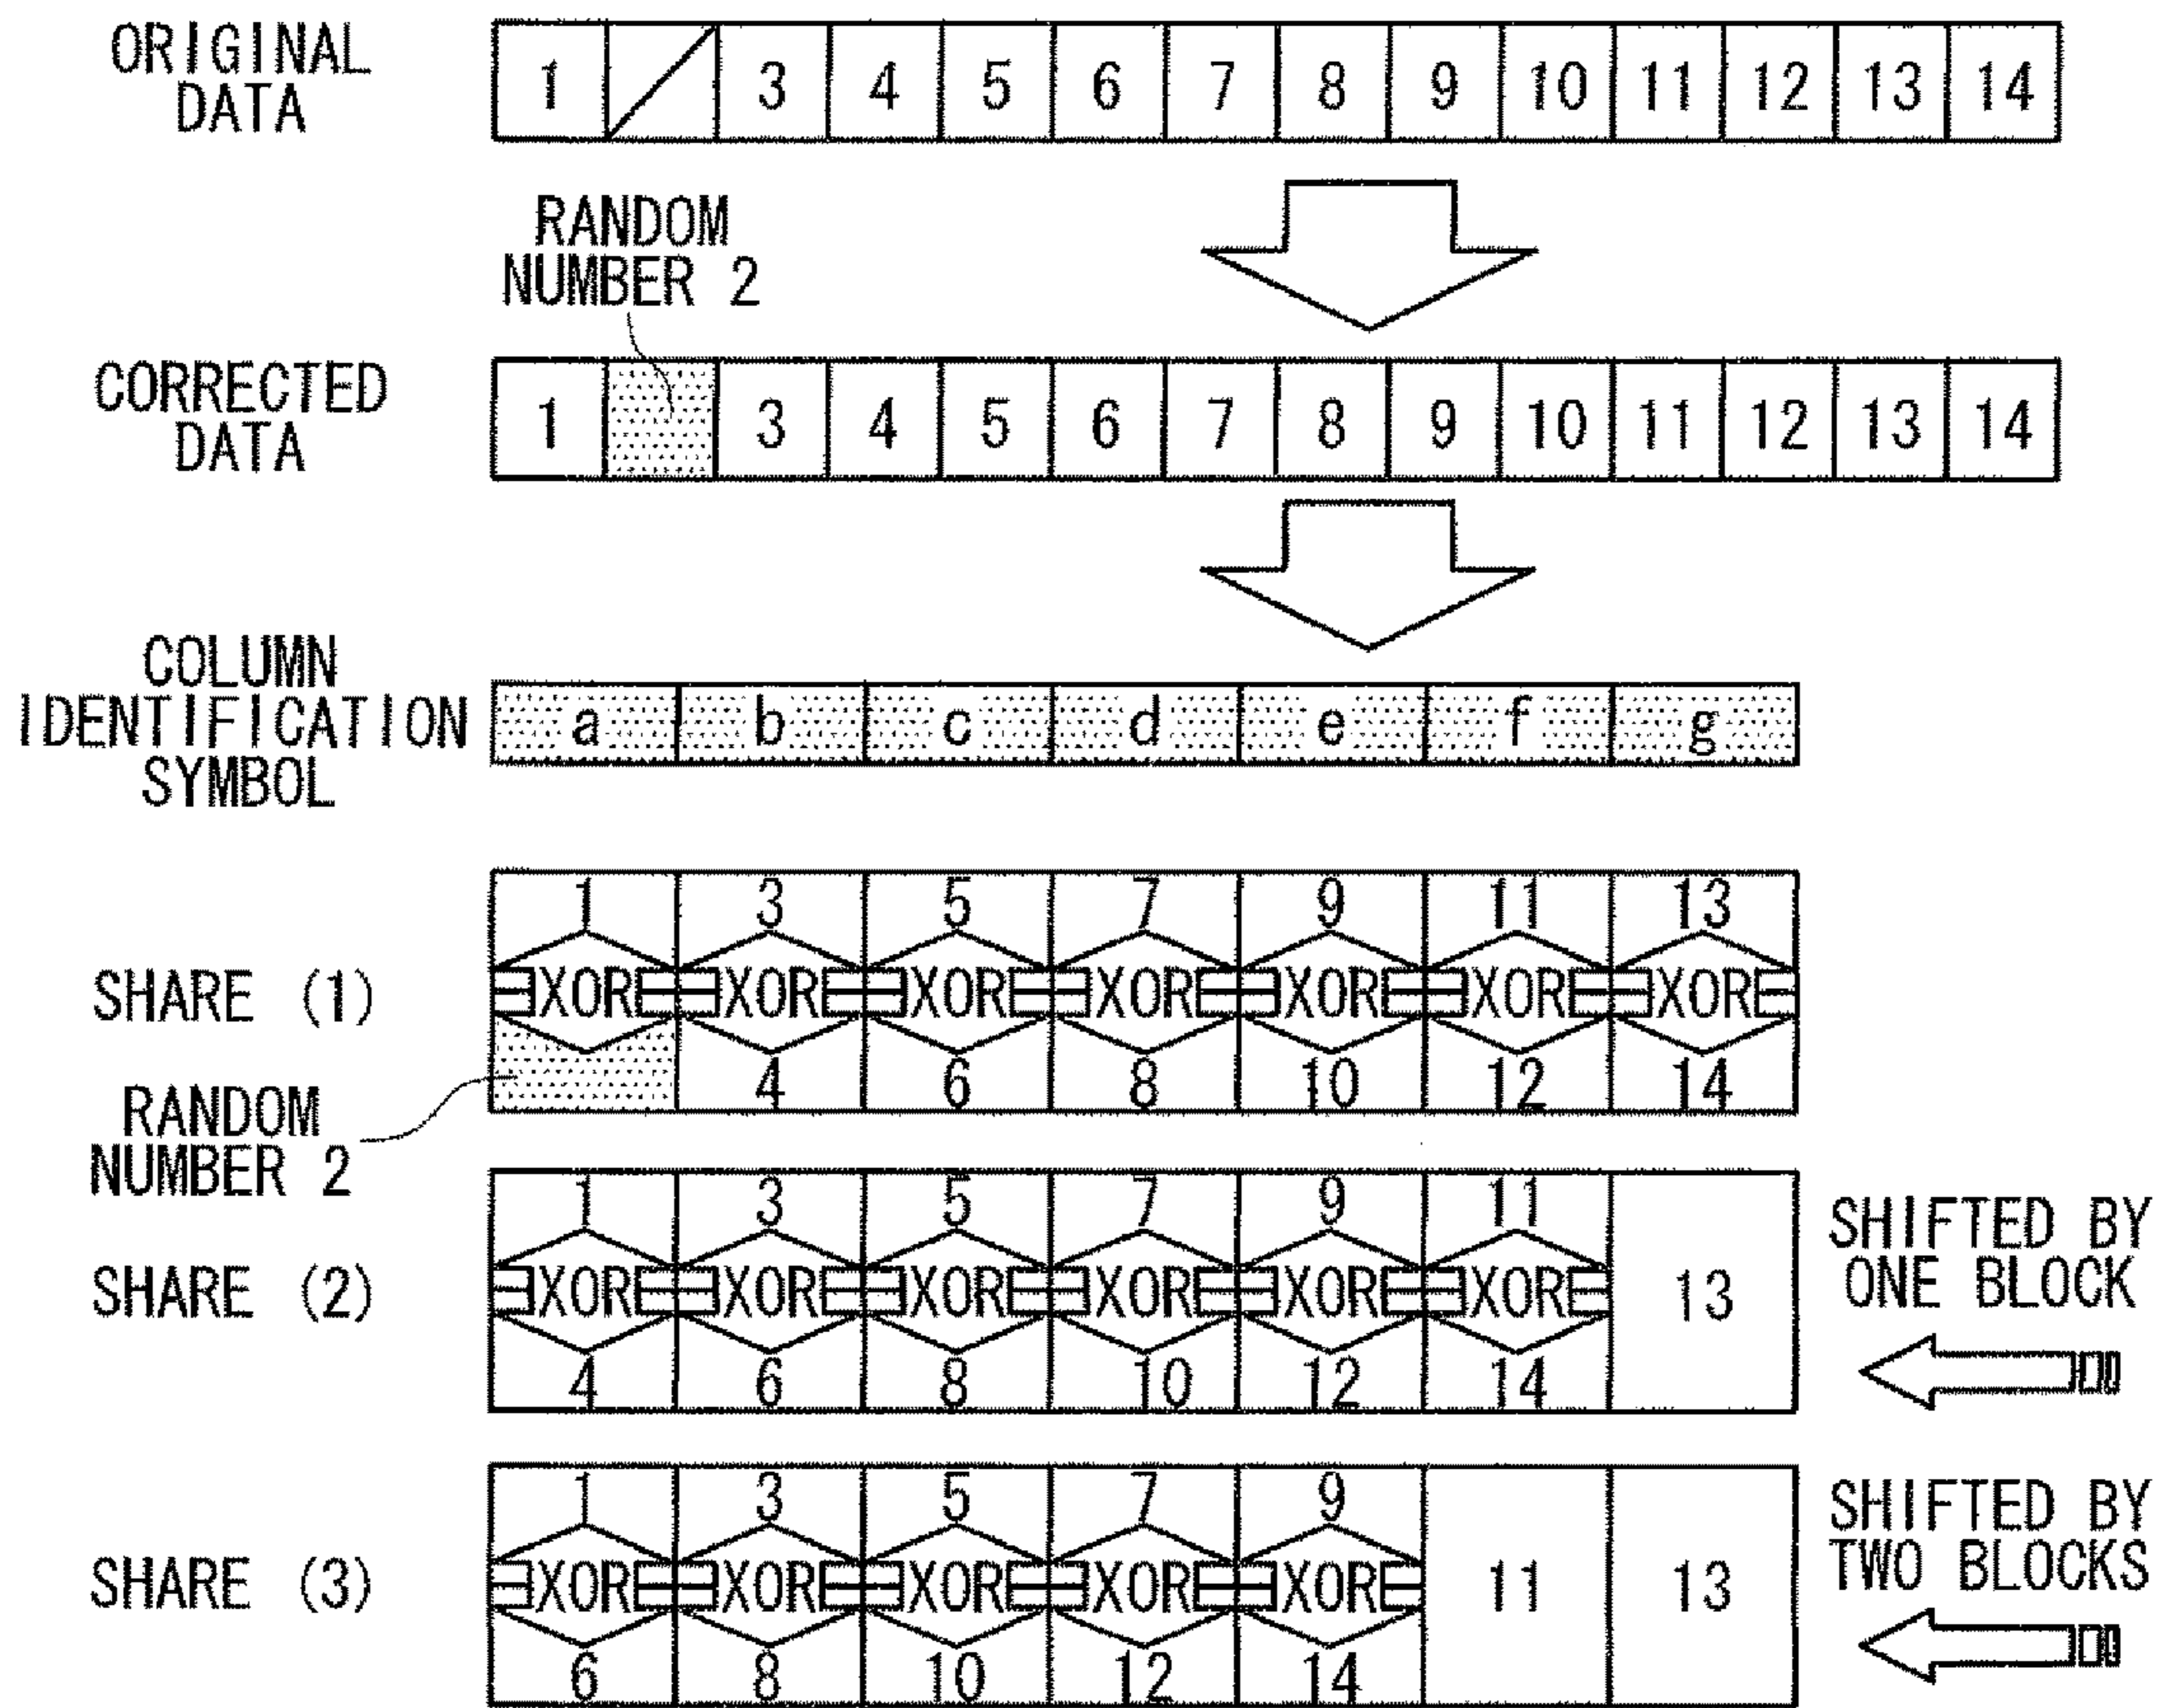 ORIGINAL
DATA
1 3 4 5 6 7 8 9 10 11 12 13 14
RANDOM
NUMBER 2
CORRECTED
DATA
1 3 4 5 6 7 8 9 10 11 12 13 14
COLUMN
IDENTIFICATION
SYMBOL
a b c d e f g
SHARE (1)
1 3 5 7 9 11 13
XOR XOR XOR XOR XOR XOR XOR
4 6 8 10 12 14
RANDOM
NUMBER 2
SHARE (2)
1 3 5 7 9 11
XOR XOR XOR XOR XOR XOR 13
4 6 8 10 12 14
SHIFTED BY
ONE BLOCK
SHARE (3)
1 3 5 7 9
XOR XOR XOR XOR XOR 11 13
6 8 10 12 14
SHIFTED BY
TWO BLOCKS